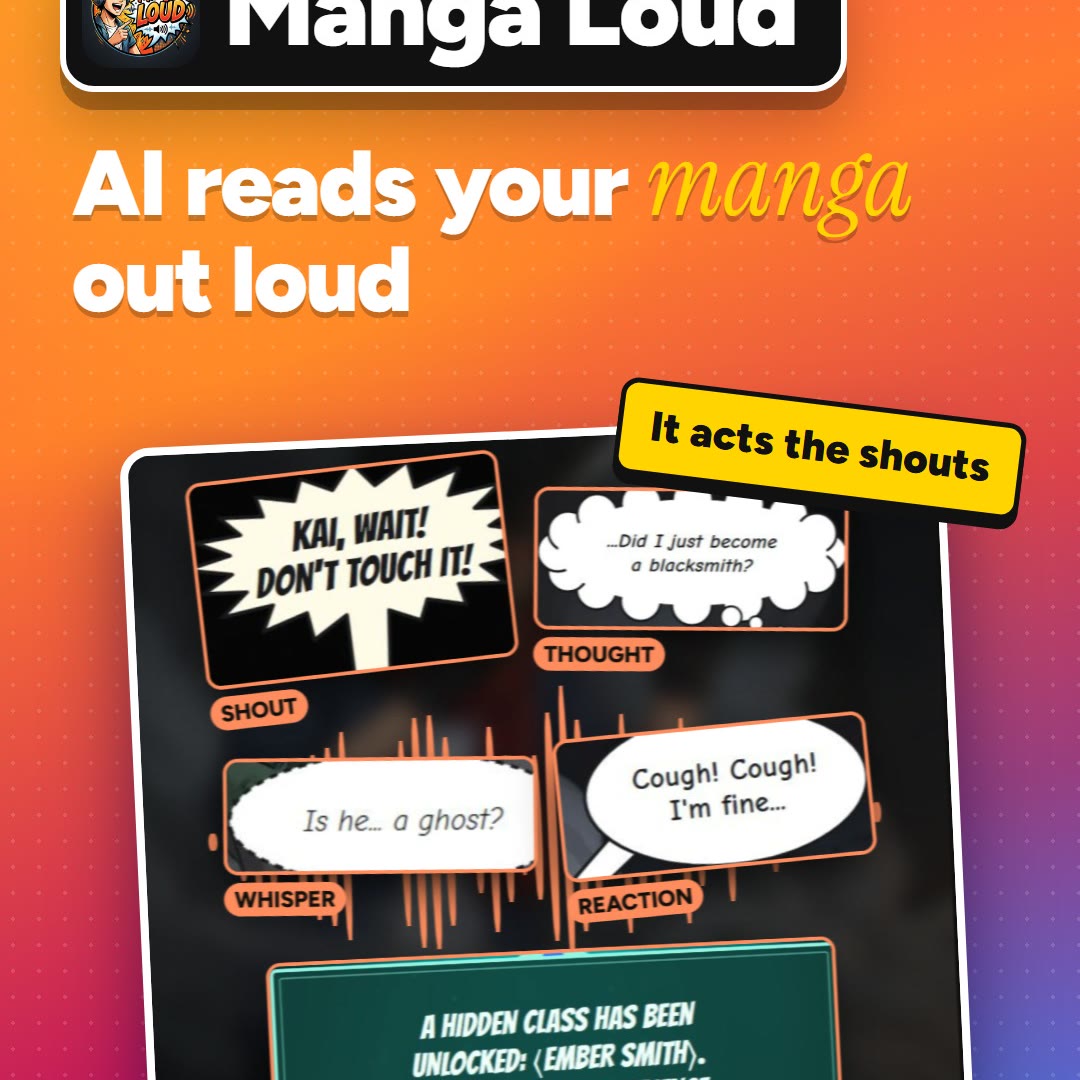 LOUD
Manga Loud
AI reads your manga
out loud
It acts the shouts
KAI, WAIT!
DON'T TOUCH IT!
SHOUT
...Did I just become
a blacksmith?
THOUGHT
Is he... a ghost?
WHISPER
Cough! Cough!
I'm fine...
REACTION
A HIDDEN CLASS HAS BEEN
UNLOCKED: ⟨EMBER SMITH⟩.